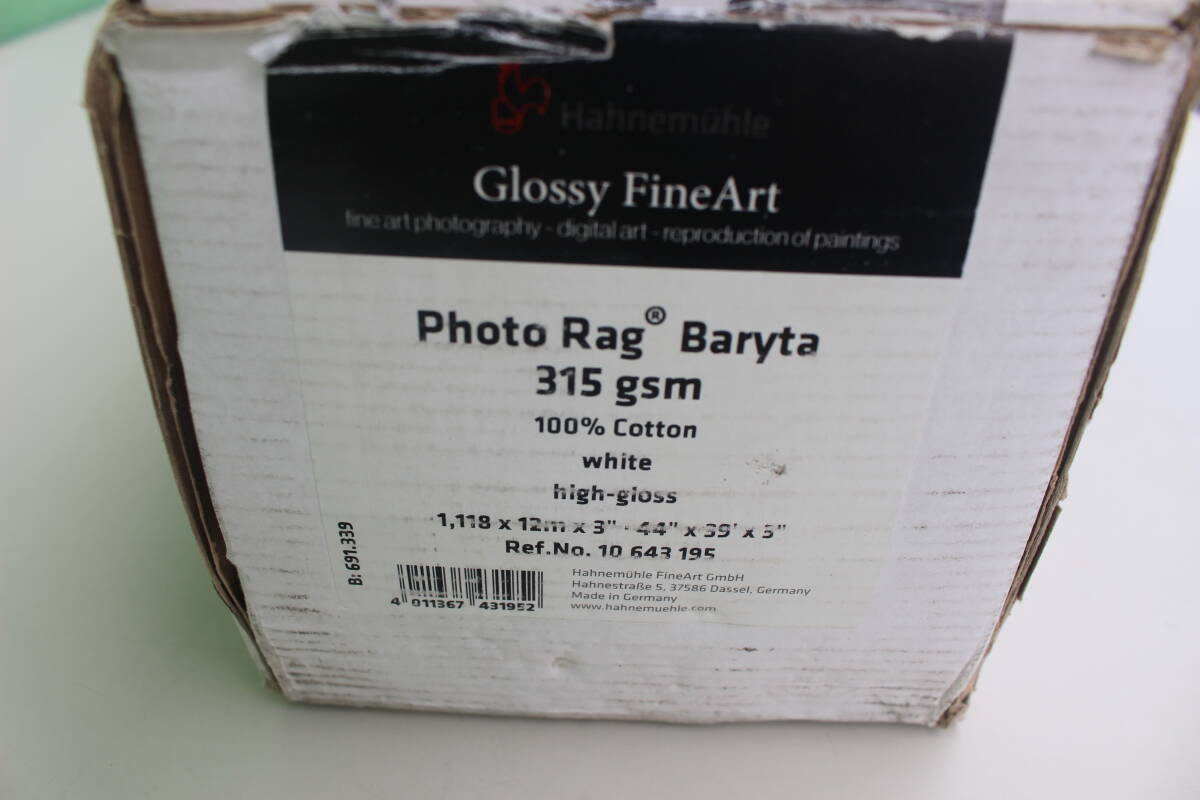 Hahnemühle
Glossy FineArt
fine art photography - digital art - reproduction of paintings
Photo Rag® Baryta
315 gsm
100% Cotton
white
high-gloss
1,118 x 12m x 3" - 44" x 39' x 3"
Ref.No. 10 643 195
B: 691.339
4 011367 431952
Hahnemühle FineArt GmbH
Hahnestraße 5, 37586 Dassel, Germany
Made in Germany
www.hahnemuehle.com